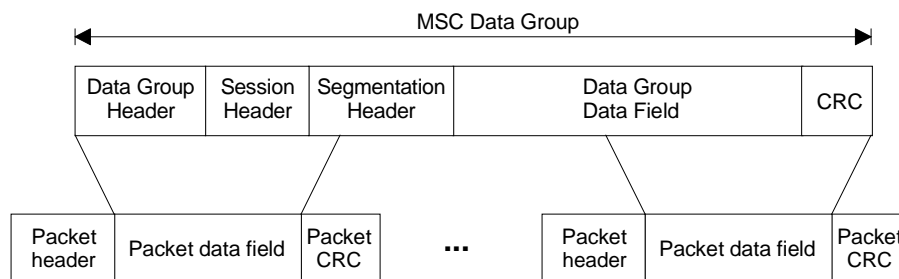 MSC Data Group
Data Group
Header
Session
Header
Segmentation
Header
Data Group
Data Field
CRC
Packet
header
Packet data field
Packet
CRC
...
Packet
header
Packet data field
Packet
CRC